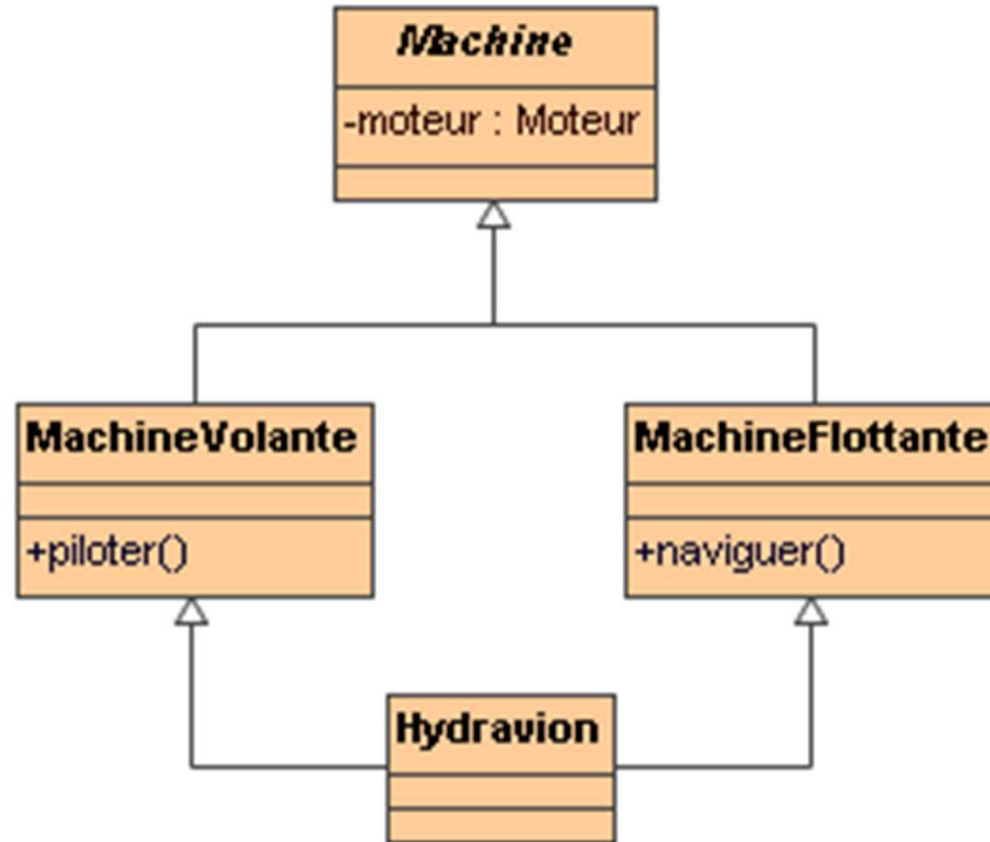 Machine
-moteur : Moteur
MachineVolante
+piloter()
MachineFlottante
+naviguer()
Hydravion